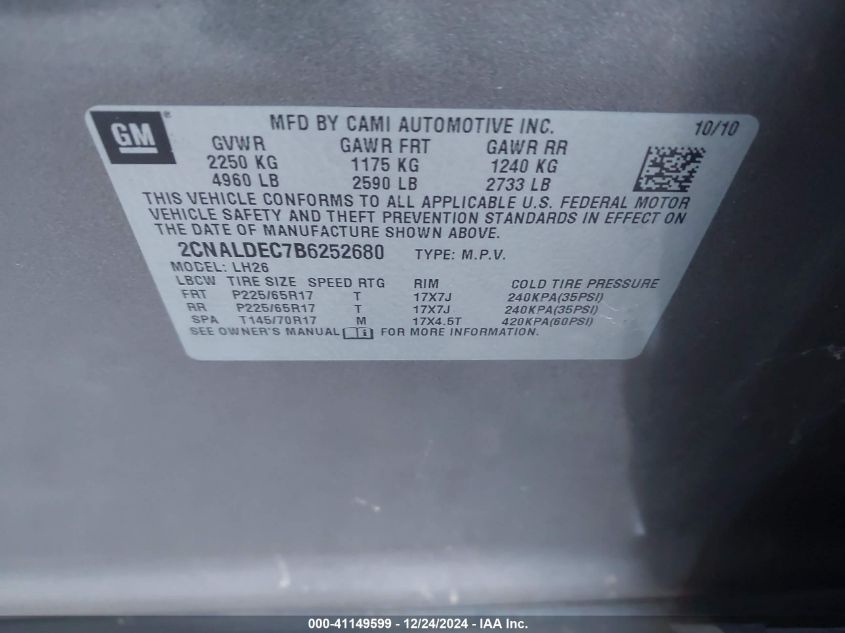 GM®
MFD BY CAMI AUTOMOTIVE INC. 10/10
GVWR GAWR FRT GAWR RR
2250 KG 1175 KG 1240 KG
4960 LB 2590 LB 2733 LB
THIS VEHICLE CONFORMS TO ALL APPLICABLE U.S. FEDERAL MOTOR
VEHICLE SAFETY AND THEFT PREVENTION STANDARDS IN EFFECT ON
THE DATE OF MANUFACTURE SHOWN ABOVE.
2CNALDEC7B6252680 TYPE: M.P.V.
MODEL: LH26
LBCW TIRE SIZE SPEED RTG RIM COLD TIRE PRESSURE
FRT P225/65R17 T 17X7J 240KPA(35PSI)
RR P225/65R17 T 17X7J 240KPA(35PSI)
SPA T145/70R17 M 17X4.5T 420KPA(60PSI)
SEE OWNER'S MANUAL i FOR MORE INFORMATION.
000-41149599 - 12/24/2024 - IAA Inc.